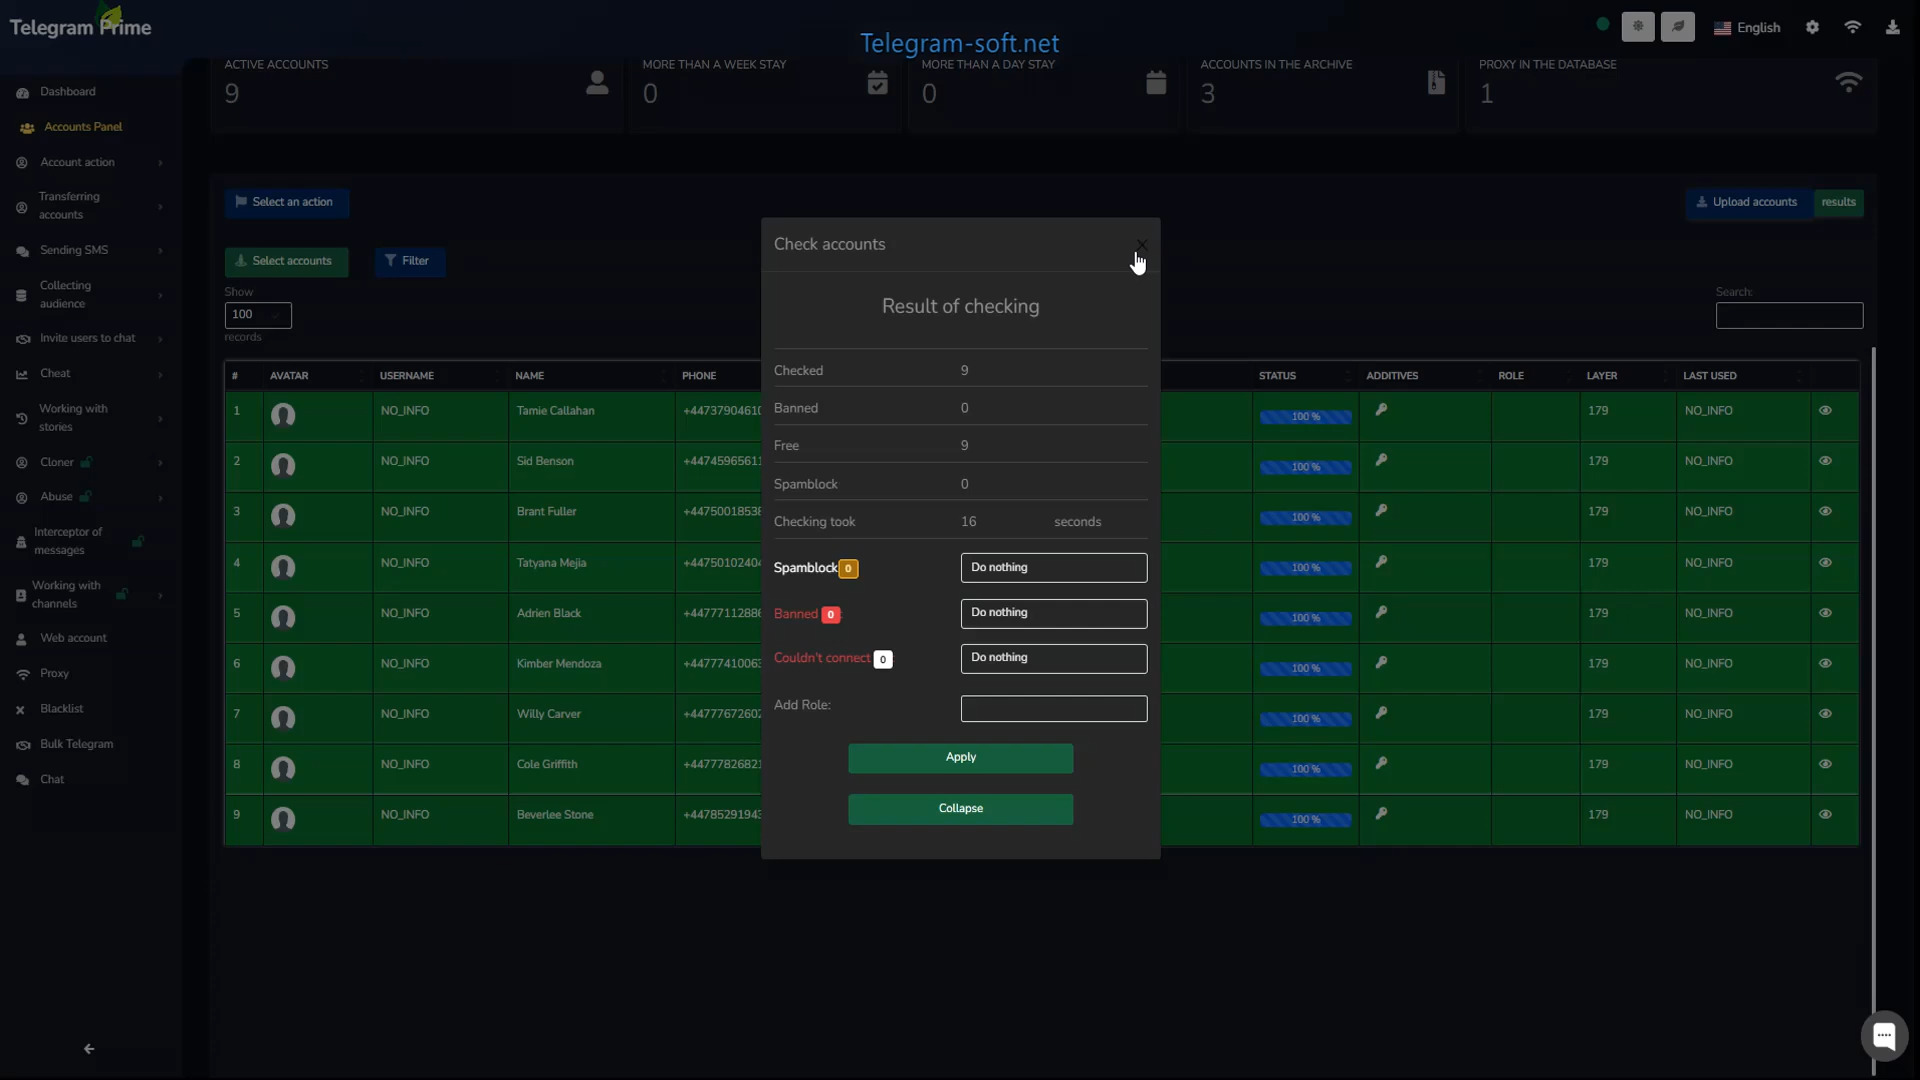 Telegram Prime
Telegram-soft.net
English
ACTIVE ACCOUNTS
9
MORE THAN A WEEK STAY
0
MORE THAN A DAY STAY
0
ACCOUNTS IN THE ARCHIVE
3
PROXY IN THE DATABASE
1
Dashboard
Accounts Panel
Account action
Transferring
accounts
Sending SMS
Collecting
audience
Invite users to chat
Cheat
Working with
stories
Cloner
Abuse
Interceptor of
messages
Working with
channels
Web account
Proxy
Blacklist
Bulk Telegram
Chat
Select an action
Upload accounts
results
Select accounts
Filter
Show
100
records
Search:
# AVATAR USERNAME NAME PHONE STATUS ADDITIVES ROLE LAYER LAST USED
1 NO_INFO Tamie Callahan +4473790461 100 % 179 NO_INFO
2 NO_INFO Sid Benson +4474596561 100 % 179 NO_INFO
3 NO_INFO Brant Fuller +4475001853 100 % 179 NO_INFO
4 NO_INFO Tatyana Mejia +4475010240 100 % 179 NO_INFO
5 NO_INFO Adrien Black +4477711288 100 % 179 NO_INFO
6 NO_INFO Kimber Mendoza +4477741006 100 % 179 NO_INFO
7 NO_INFO Willy Carver +4477767260 100 % 179 NO_INFO
8 NO_INFO Cole Griffith +4477782682 100 % 179 NO_INFO
9 NO_INFO Beverlee Stone +4478529194 100 % 179 NO_INFO
Check accounts
Result of checking
Checked 9
Banned 0
Free 9
Spamblock 0
Checking took 16 seconds
Spamblock 0 Do nothing
Banned 0 Do nothing
Couldn't connect 0 Do nothing
Add Role:
Apply
Collapse